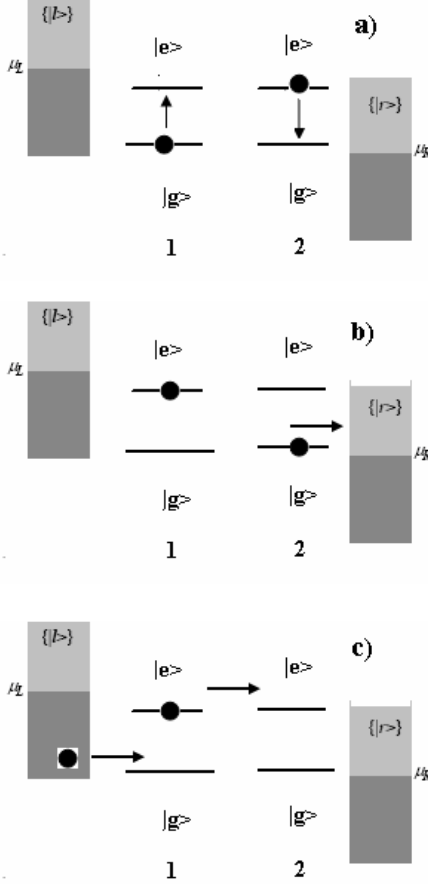 {|l>} |e> |e> a)
μL {|r>}
μR
|g> |g>
1 2
{|l>} b)
|e> |e>
μL {|r>}
μR
|g> |g>
1 2
{|l>} c)
|e> |e>
μL {|r>}
μR
|g> |g>
1 2